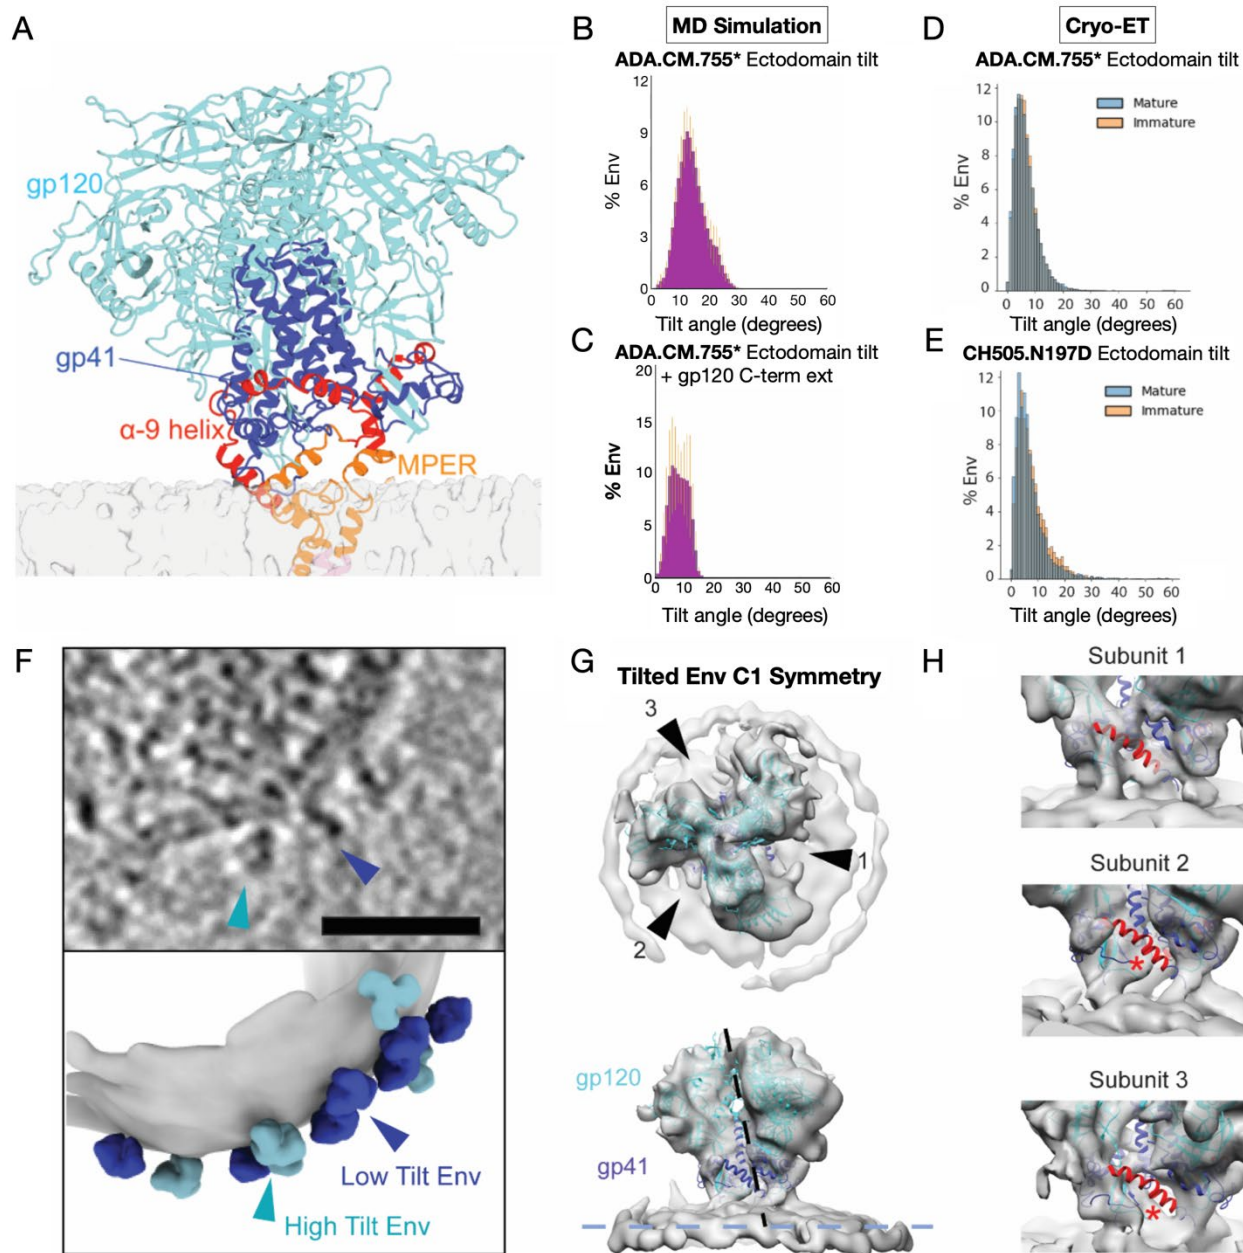 A
gp120
gp41
α-9 helix
MPER
B
MD Simulation
ADA.CM.755* Ectodomain tilt
12
9
6
3
0
% Env
0 10 20 30 40 50 60
Tilt angle (degrees)
C
ADA.CM.755* Ectodomain tilt
+ gp120 C-term ext
20
15
10
5
0
% Env
0 10 20 30 40 50 60
Tilt angle (degrees)
D
Cryo-ET
ADA.CM.755* Ectodomain tilt
12
10
8
6
4
2
0
% Env
Mature
Immature
0 10 20 30 40 50 60
Tilt angle (degrees)
E
CH505.N197D Ectodomain tilt
12
10
8
6
4
2
0
% Env
Mature
Immature
0 10 20 30 40 50 60
Tilt angle (degrees)
F
Low Tilt Env
High Tilt Env
G
Tilted Env C1 Symmetry
3
1
2
gp120
gp41
H
Subunit 1
Subunit 2
*
Subunit 3
*